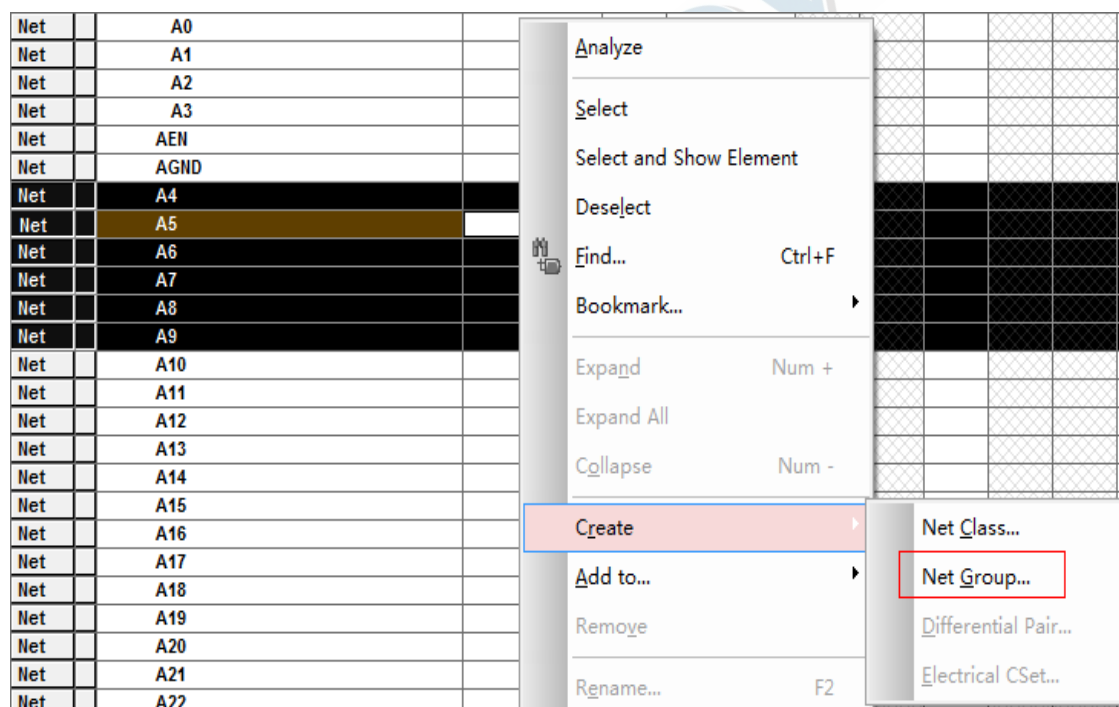 Net A0
Net A1
Net A2
Net A3
Net AEN
Net AGND
Net A4
Net A5
Net A6
Net A7
Net A8
Net A9
Net A10
Net A11
Net A12
Net A13
Net A14
Net A15
Net A16
Net A17
Net A18
Net A19
Net A20
Net A21
Net A22
Analyze
Select
Select and Show Element
Deselect
Find... Ctrl+F
Bookmark...
Expand Num +
Expand All
Collapse Num -
Create
Add to...
Remove
Rename... F2
Net Class...
Net Group...
Differential Pair...
Electrical CSet...